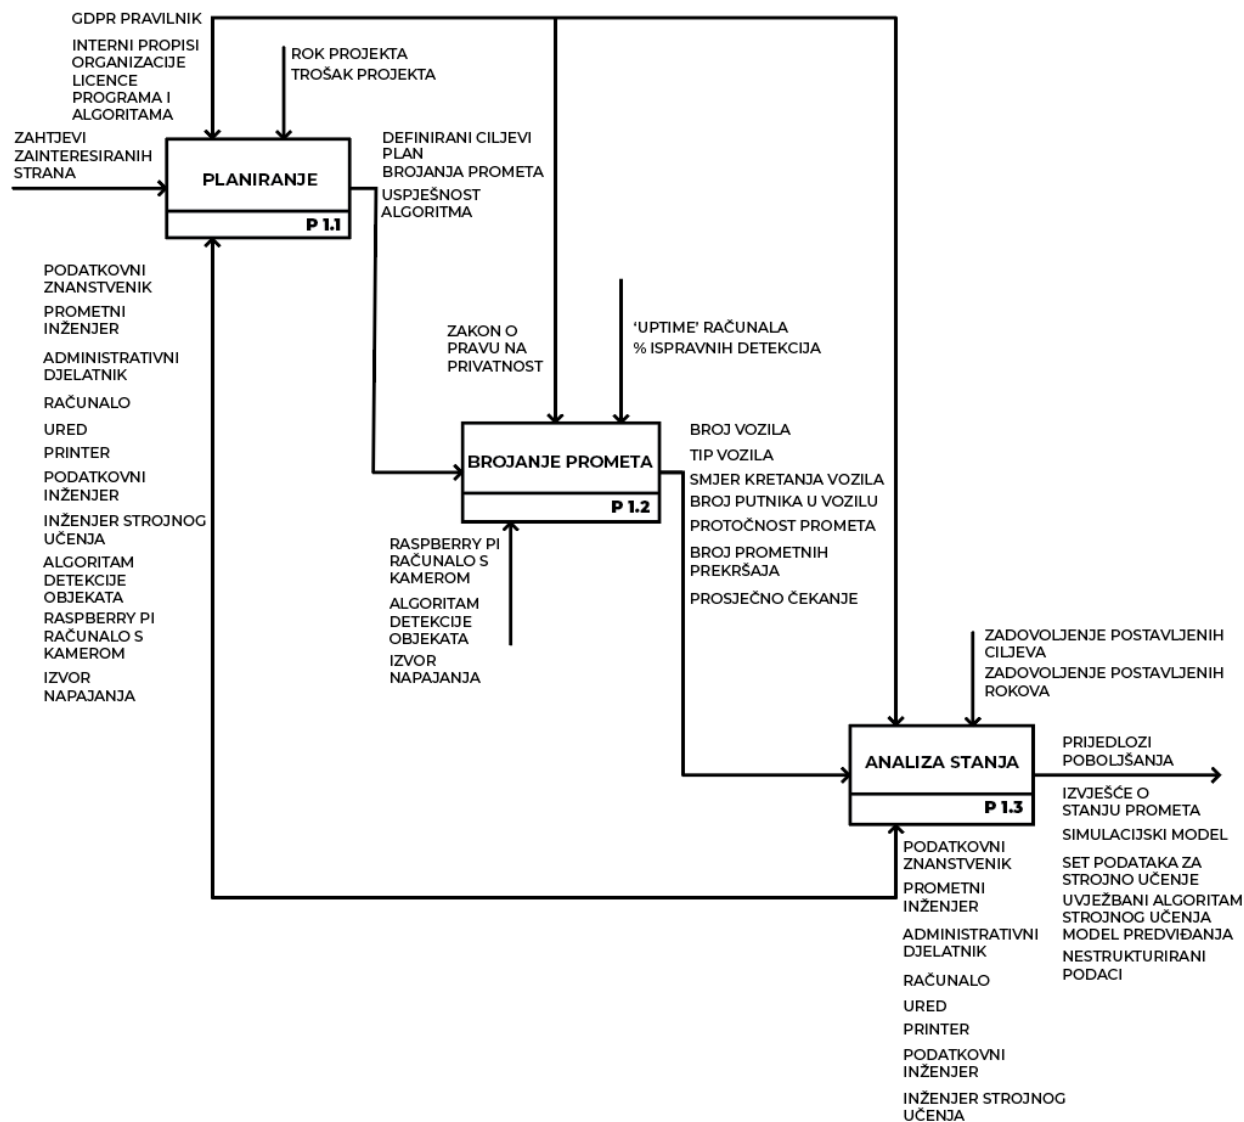 GDPR PRAVILNIK
INTERNI PROPISI
ORGANIZACIJE
LICENCE
PROGRAMA I
ALGORITAMA
ROK PROJEKTA
TROŠAK PROJEKTA
ZAHTJEVI
ZAINTERESIRANIH
STRANA
PLANIRANJE
P 1.1
DEFINIRANI CILJEVI
PLAN
BROJANJA PROMETA
USPJEŠNOST
ALGORITMA
PODATKOVNI
ZNANSTVENIK
PROMETNI
INŽENJER
ADMINISTRATIVNI
DJELATNIK
RAČUNALO
URED
PRINTER
PODATKOVNI
INŽENJER
INŽENJER STROJNOG
UČENJA
ALGORITAM
DETEKCIJE
OBJEKATA
RASPBERRY PI
RAČUNALO S
KAMEROM
IZVOR
NAPAJANJA
ZAKON O
PRAVU NA
PRIVATNOST
‘UPTIME’ RAČUNALA
% ISPRAVNIH DETEKCIJA
BROJANJE PROMETA
P 1.2
RASPBERRY PI
RAČUNALO S
KAMEROM
ALGORITAM
DETEKCIJE
OBJEKATA
IZVOR
NAPAJANJA
BROJ VOZILA
TIP VOZILA
SMJER KRETANJA VOZILA
BROJ PUTNIKA U VOZILU
PROTOČNOST PROMETA
BROJ PROMETNIH
PREKRŠAJA
PROSJEČNO ČEKANJE
ZADOVOLJENJE POSTAVLJENIH
CILJEVA
ZADOVOLJENJE POSTAVLJENIH
ROKOVA
ANALIZA STANJA
P 1.3
PRIJEDLOZI
POBOLJŠANJA
IZVJEŠĆE O
STANJU PROMETA
SIMULACIJSKI MODEL
SET PODATAKA ZA
STROJNO UČENJE
UVJEŽBANI ALGORITAM
STROJNOG UČENJA
MODEL PREDVIĐANJA
NESTRUKTURIRANI
PODACI
PODATKOVNI
ZNANSTVENIK
PROMETNI
INŽENJER
ADMINISTRATIVNI
DJELATNIK
RAČUNALO
URED
PRINTER
PODATKOVNI
INŽENJER
INŽENJER STROJNOG
UČENJA